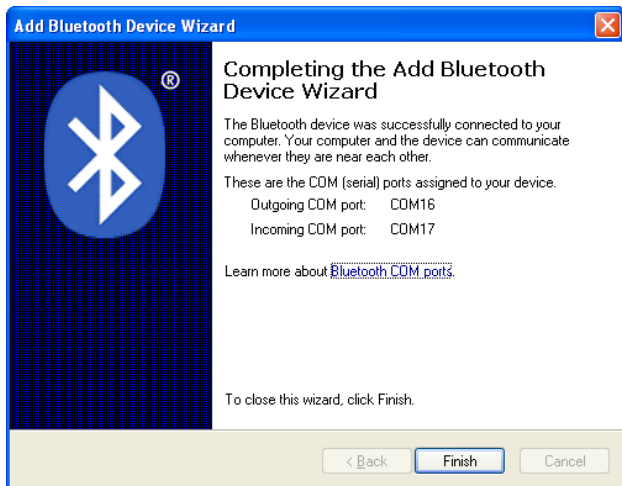 Add Bluetooth Device Wizard
®
Completing the Add Bluetooth
Device Wizard
The Bluetooth device was successfully connected to your
computer. Your computer and the device can communicate
whenever they are near each other.
These are the COM (serial) ports assigned to your device.
Outgoing COM port: COM16
Incoming COM port: COM17
Learn more about Bluetooth COM ports.
To close this wizard, click Finish.
< Back Finish Cancel